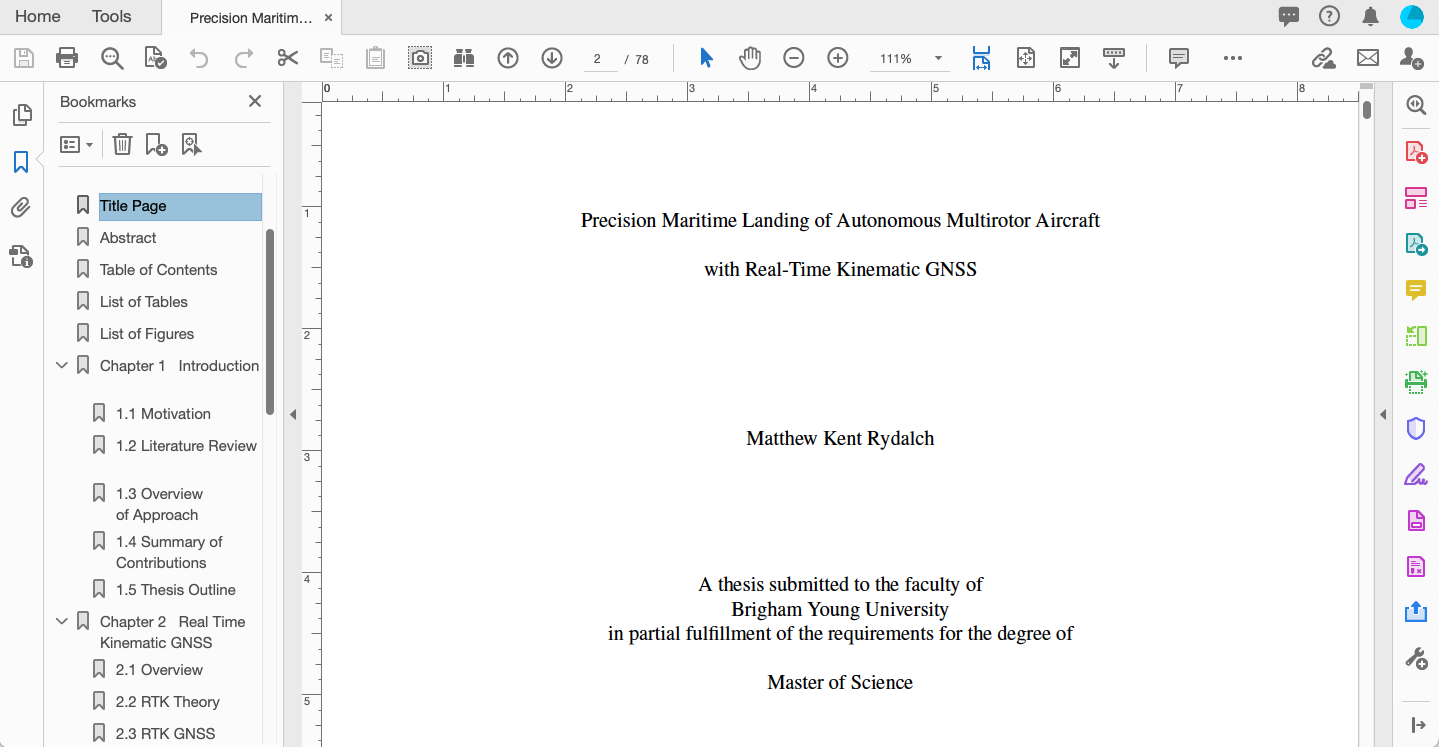 Home
Tools
Precision Maritim... ×
2 / 78
111%
Bookmarks
Title Page
Abstract
Table of Contents
List of Tables
List of Figures
Chapter 1 Introduction
1.1 Motivation
1.2 Literature Review
1.3 Overview
of Approach
1.4 Summary of
Contributions
1.5 Thesis Outline
Chapter 2 Real Time
Kinematic GNSS
2.1 Overview
2.2 RTK Theory
2.3 RTK GNSS
0 1 2 3 4 5 6 7 8
1
2
3
4
5
Precision Maritime Landing of Autonomous Multirotor Aircraft
with Real-Time Kinematic GNSS
Matthew Kent Rydalch
A thesis submitted to the faculty of
Brigham Young University
in partial fulfillment of the requirements for the degree of
Master of Science